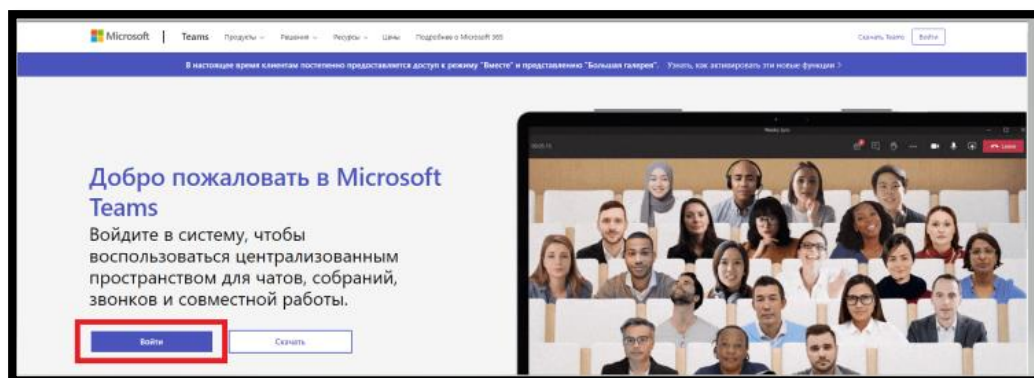 Microsoft | Teams Продукты Решения Ресурсы Цены Подробнее о Microsoft 365 Скачать Teams Войти
В настоящее время клиентам постепенно предоставляется доступ к режиму "Вместе" и представлению "Большая галерея". Узнать, как активировать эти новые функции >
Добро пожаловать в Microsoft
Teams
Войдите в систему, чтобы
воспользоваться централизованным
пространством для чатов, собраний,
звонков и совместной работы.
Войти Скачать
Leave